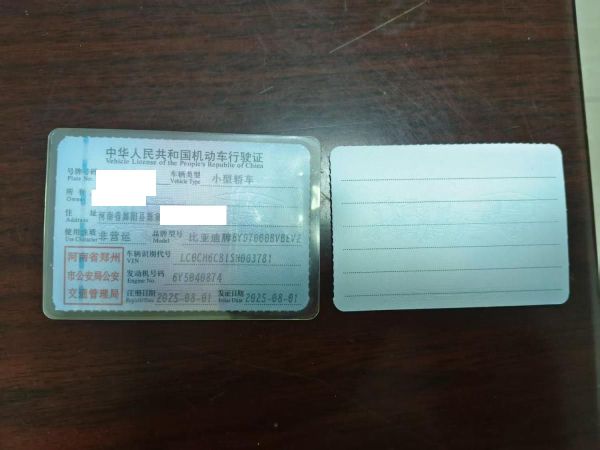 中华人民共和国机动车行驶证
Vehicle License of the People's Republic of China
号牌号码
Plate No.
车辆类型
Vehicle Type
小型轿车
所
Owner
住 址
Address
河南省
使用性质
Use Character
非营运
品牌型号
Model
比亚迪牌
河南省郑州
市公安局公安
交通管理局
车辆识别代号
VIN
发动机号码
Engine No.
6Y5040874
注册日期
Register Date
2025-08-01
发证日期
Issue Date
2025-08-01